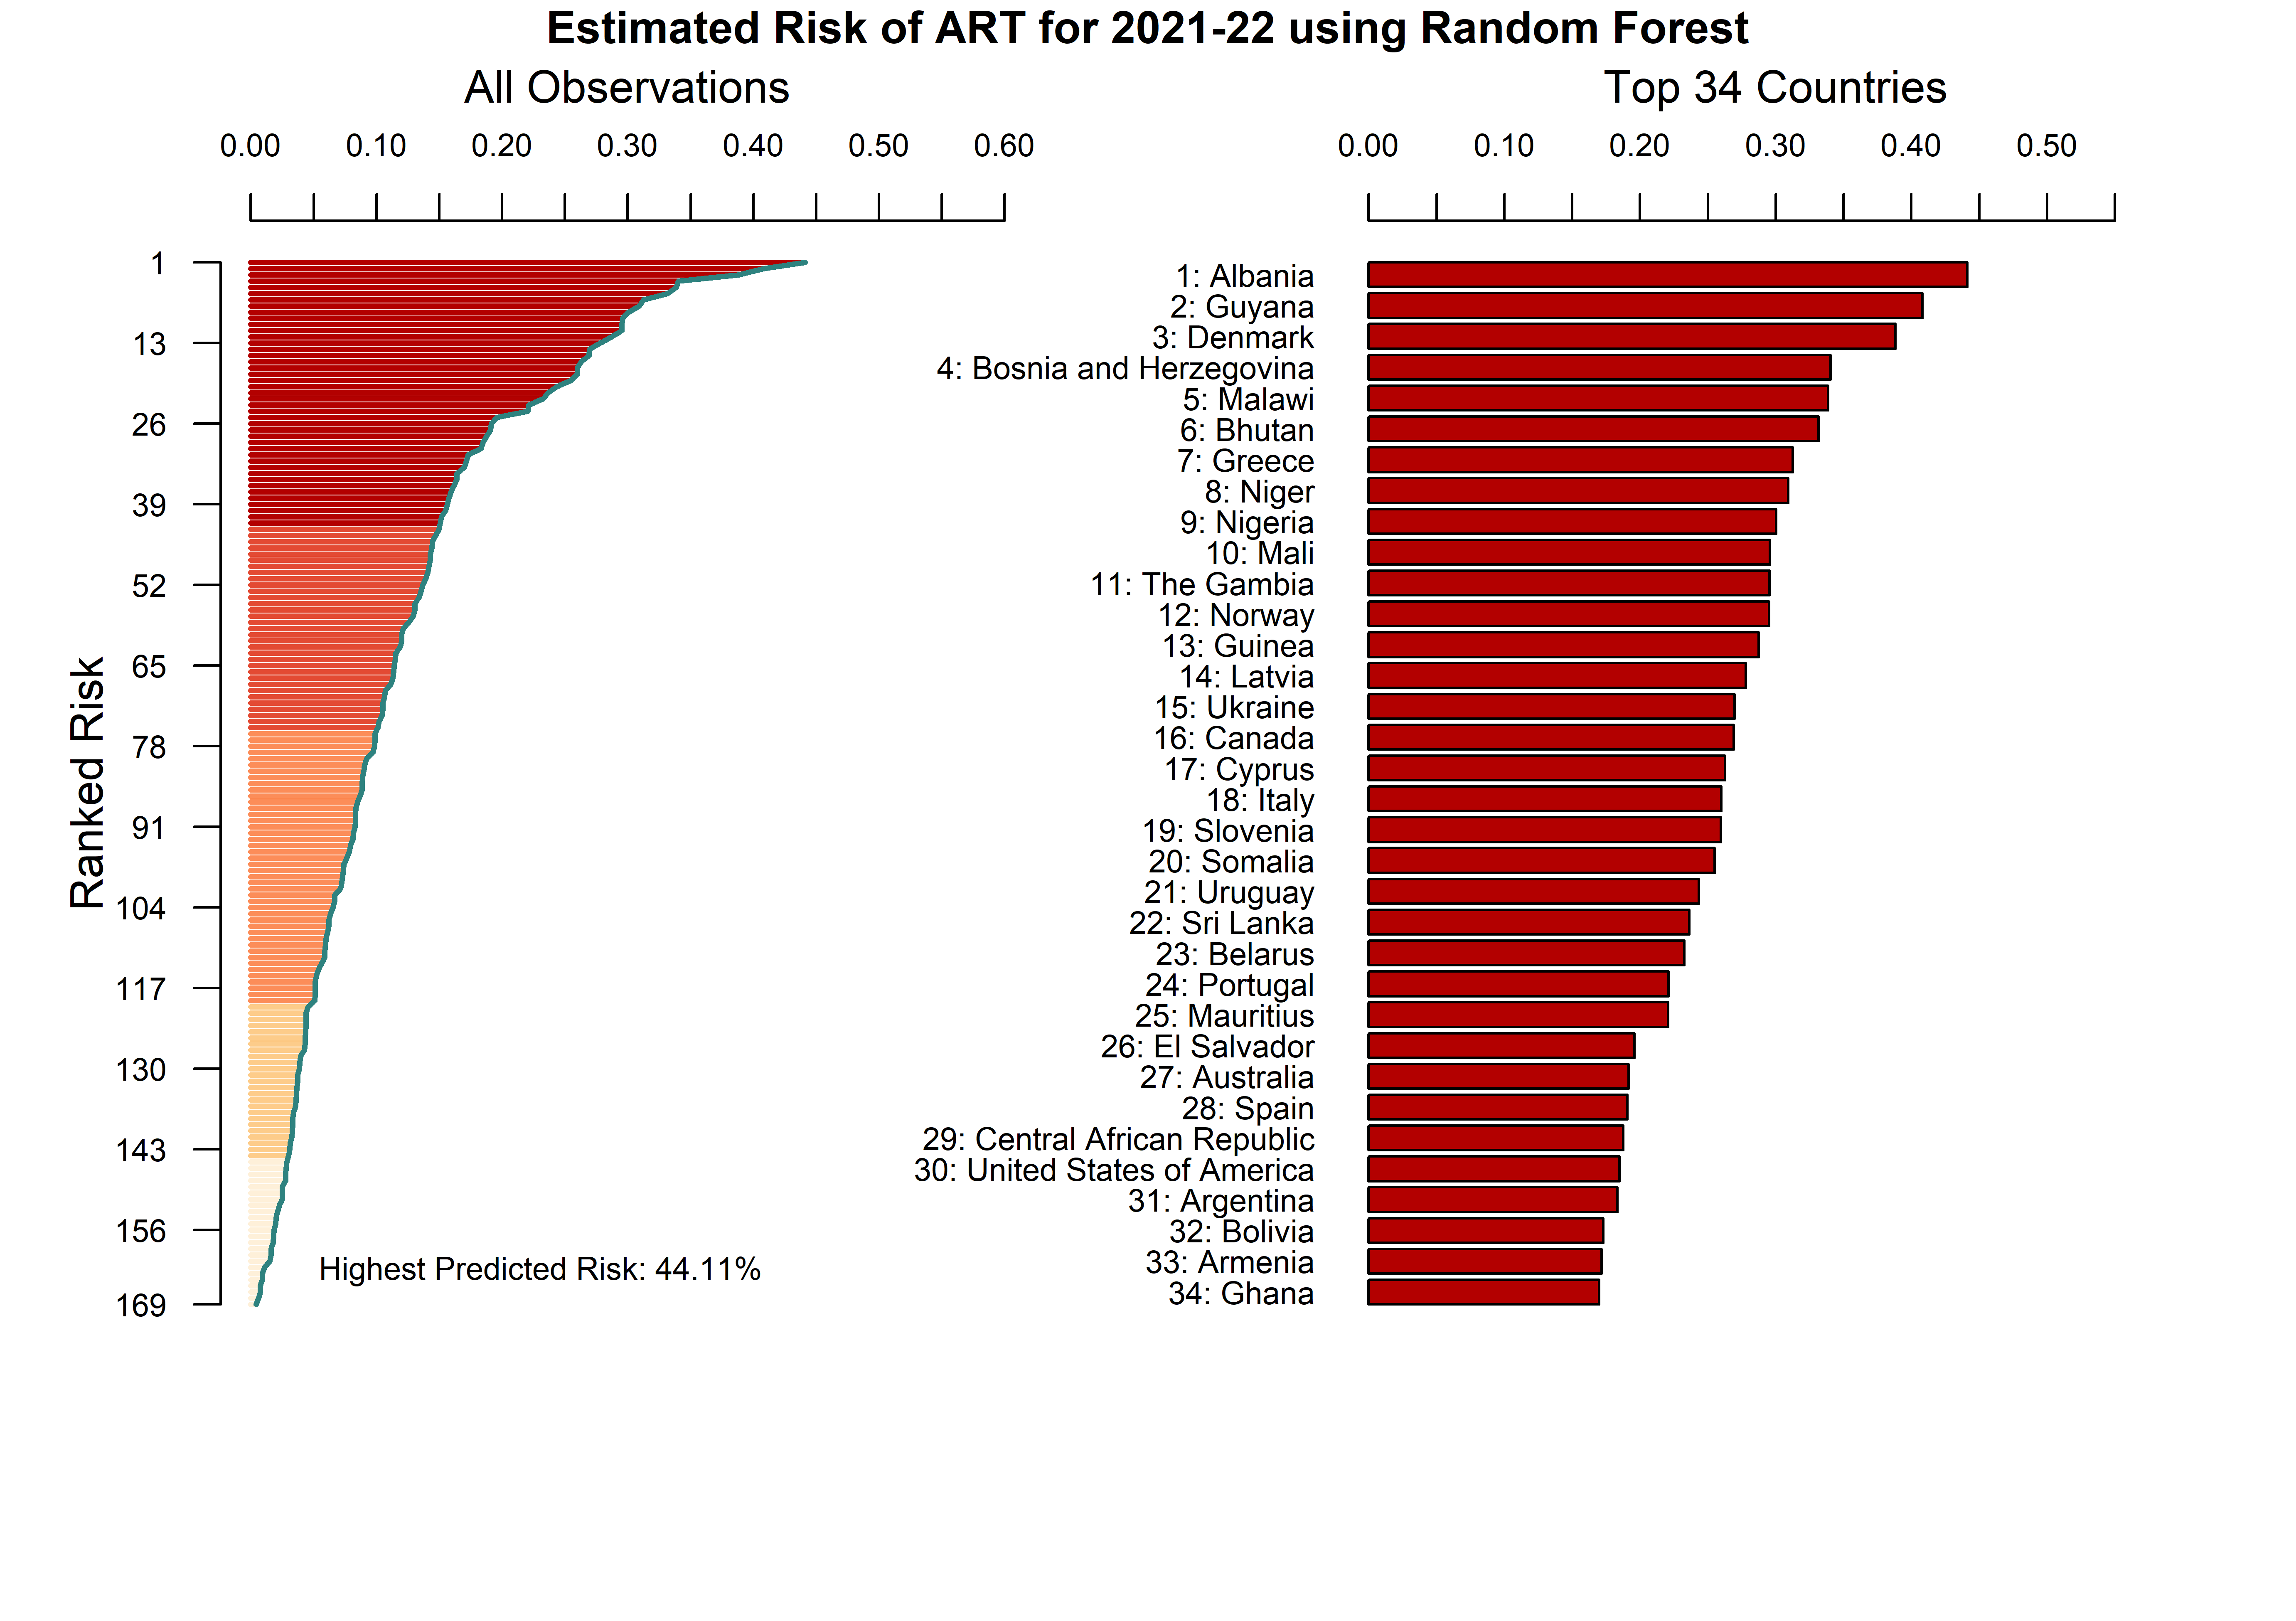 Estimated Risk of ART for 2021-22 using Random Forest
All Observations
0.00 0.10 0.20 0.30 0.40 0.50 0.60
Ranked Risk
1
13
26
39
52
65
78
91
104
117
130
143
156
169
Highest Predicted Risk: 44.11%
Top 34 Countries
0.00 0.10 0.20 0.30 0.40 0.50
1: Albania
2: Guyana
3: Denmark
4: Bosnia and Herzegovina
5: Malawi
6: Bhutan
7: Greece
8: Niger
9: Nigeria
10: Mali
11: The Gambia
12: Norway
13: Guinea
14: Latvia
15: Ukraine
16: Canada
17: Cyprus
18: Italy
19: Slovenia
20: Somalia
21: Uruguay
22: Sri Lanka
23: Belarus
24: Portugal
25: Mauritius
26: El Salvador
27: Australia
28: Spain
29: Central African Republic
30: United States of America
31: Argentina
32: Bolivia
33: Armenia
34: Ghana